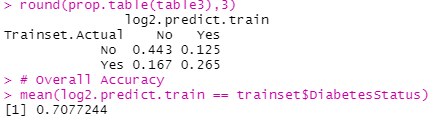 > round(prop.table(table3),3)
log2.predict.train
Trainset.Actual No Yes
No 0.443 0.125
Yes 0.167 0.265
> # Overall Accuracy
> mean(log2.predict.train == trainset$DiabetesStatus)
[1] 0.7077244